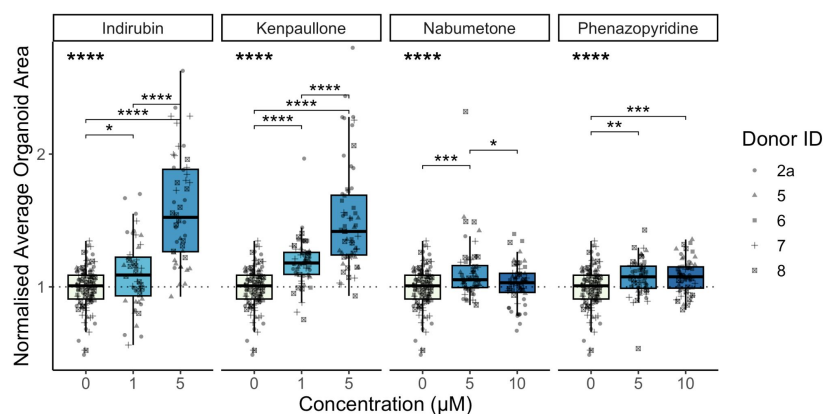 Indirubin Kenpaullone Nabumetone Phenazopyridine
**** **** **** ****
**** **** *
**** **** ****
*** *
*** **
Normalised Average Organoid Area
2
1
0 1 5 0 1 5 0 5 10 0 5 10
Concentration (µM)
Donor ID
2a
5
6
7
8